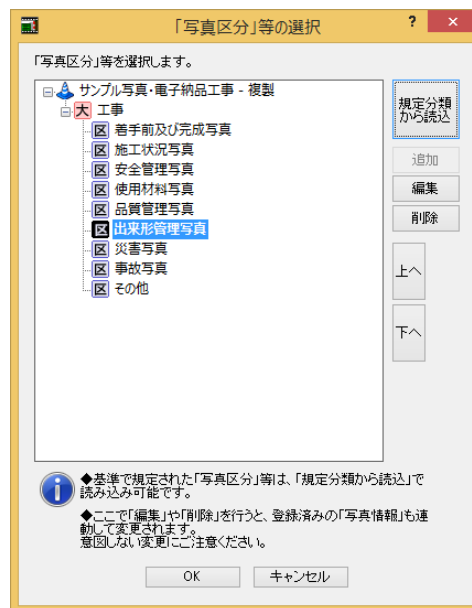 「写真区分」等の選択
? ×
「写真区分」等を選択します。
サンプル写真・電子納品工事 - 複製
大 工事
区 着手前及び完成写真
区 施工状況写真
区 安全管理写真
区 使用材料写真
区 品質管理写真
区 出来形管理写真
区 災害写真
区 事故写真
区 その他
規定分類
から読込
追加
編集
削除
上へ
下へ
◆基準で規定された「写真区分」等は、「規定分類から読込」で
読み込み可能です。
◆ここで「編集」や「削除」を行うと、登録済みの「写真情報」も連
動して変更されます。
意図しない変更にご注意ください。
OK
キャンセル